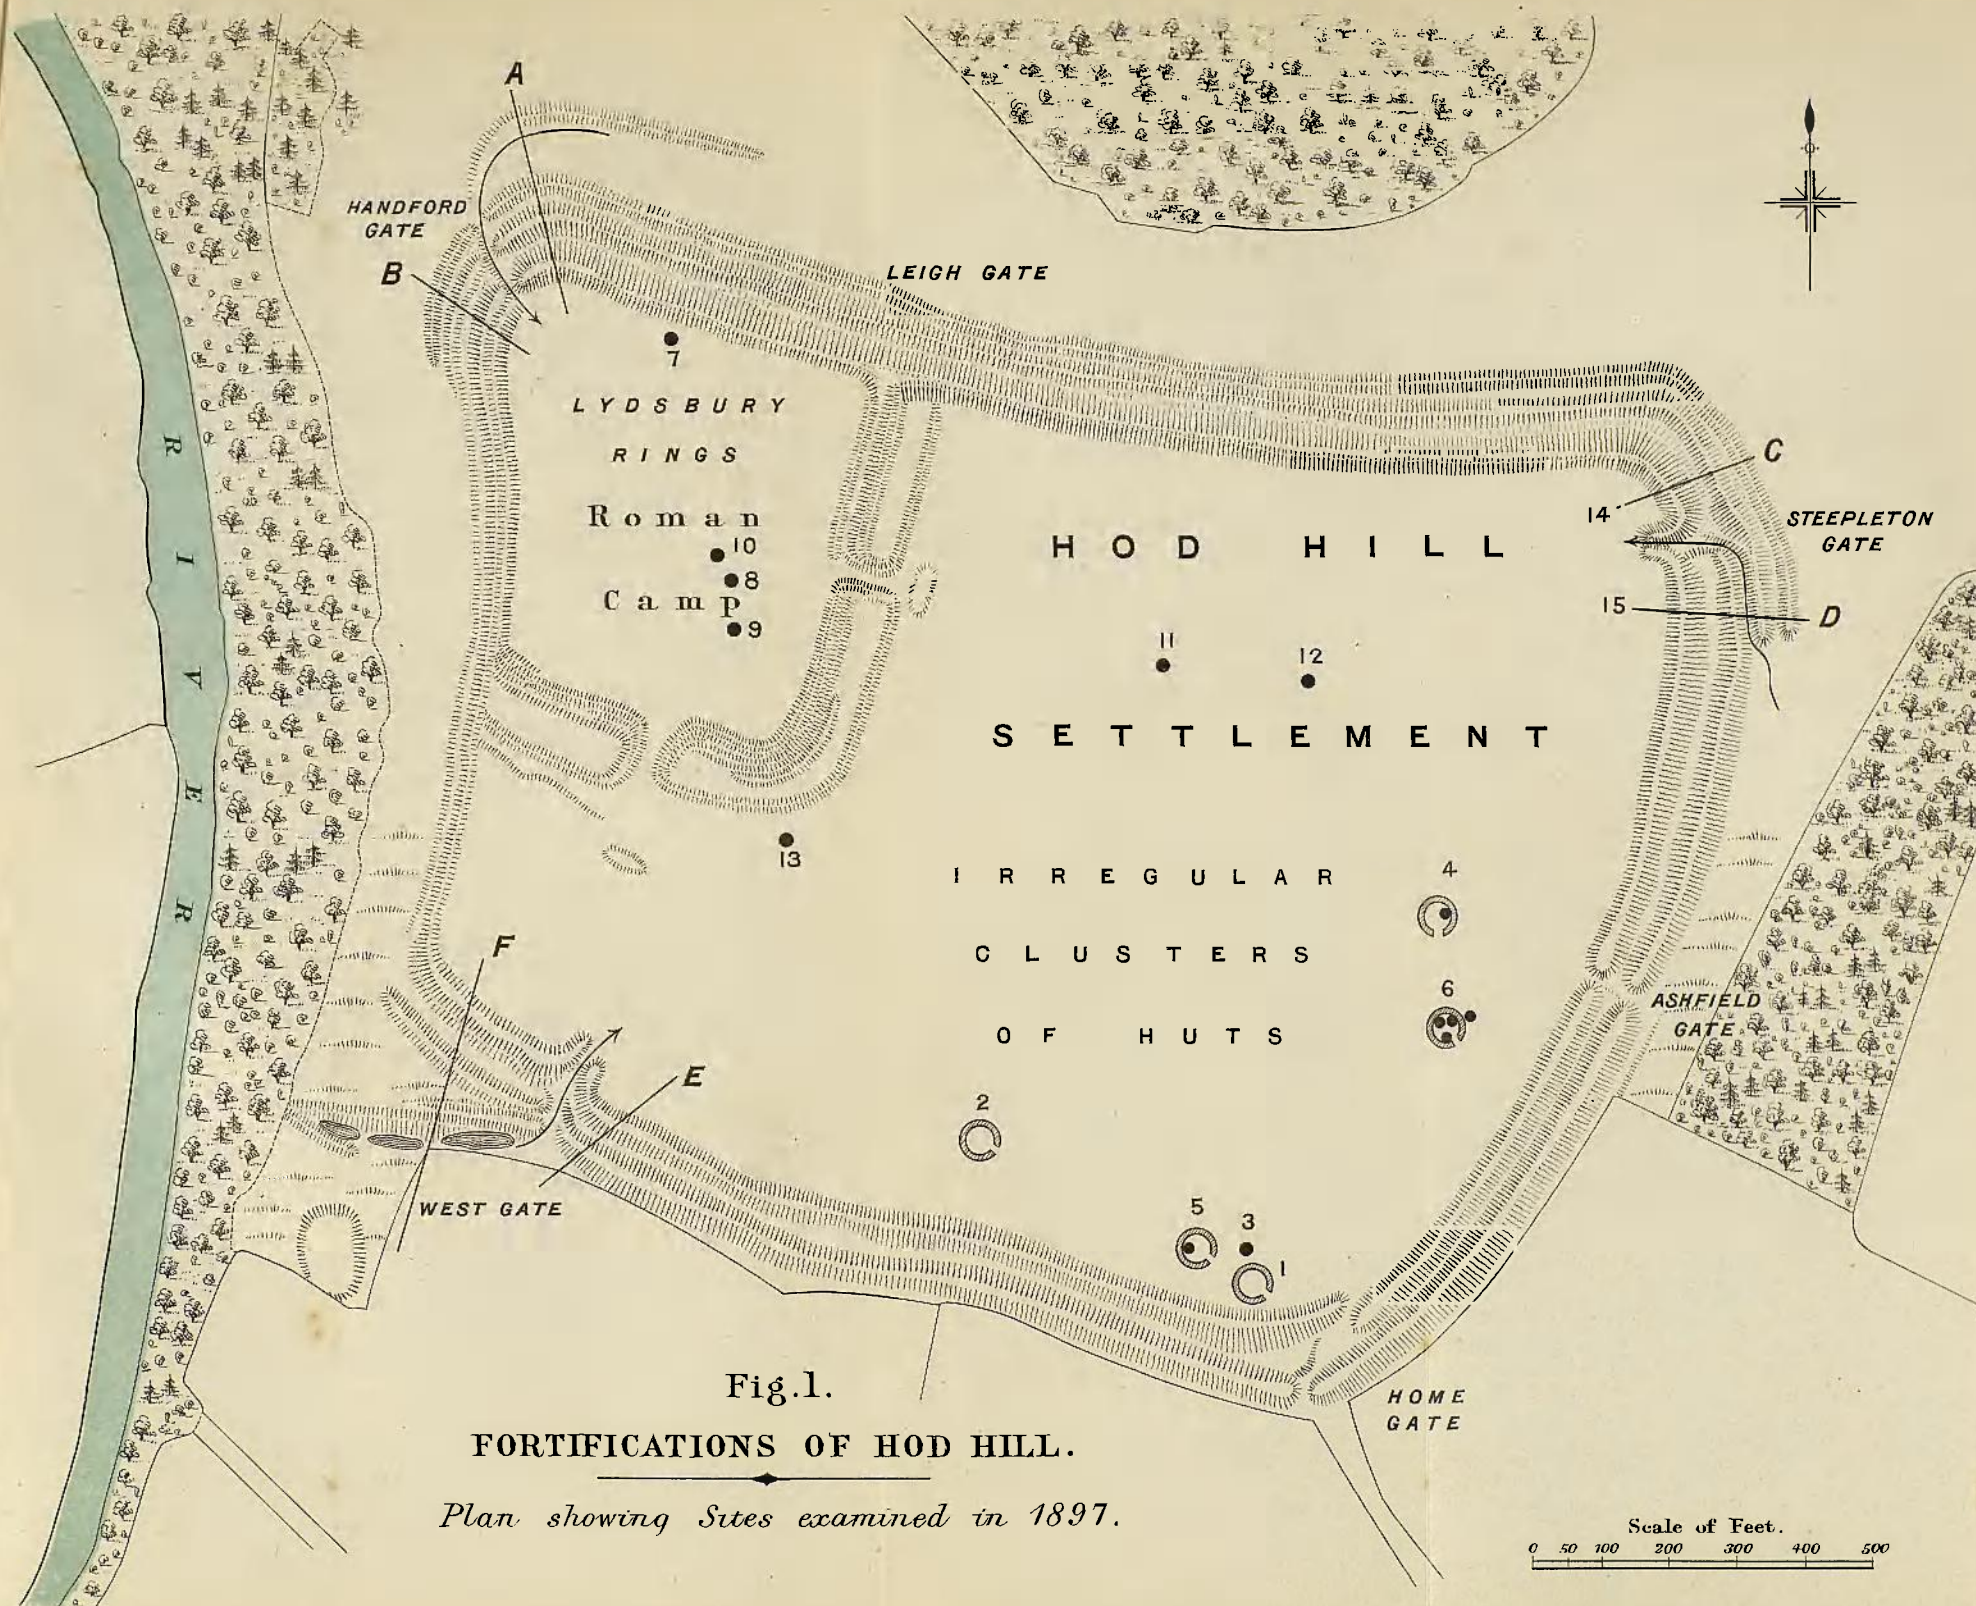 A
HANDFORD
GATE
B
LEIGH GATE
7
LYDSBURY
RINGS
Roman
10
8
Camp
9
RIVER
C
14
STEEPLETON
GATE
HOD HILL
15
D
11
12
SETTLEMENT
13
IRREGULAR
4
CLUSTERS
F
6
ASHFIELD
GATE
OF HUTS
E
2
WEST GATE
5
3
1
HOME
GATE
Fig.1.
FORTIFICATIONS OF HOD HILL.
Plan showing Sites examined in 1897.
Scale of Feet.
0 50 100 200 300 400 500